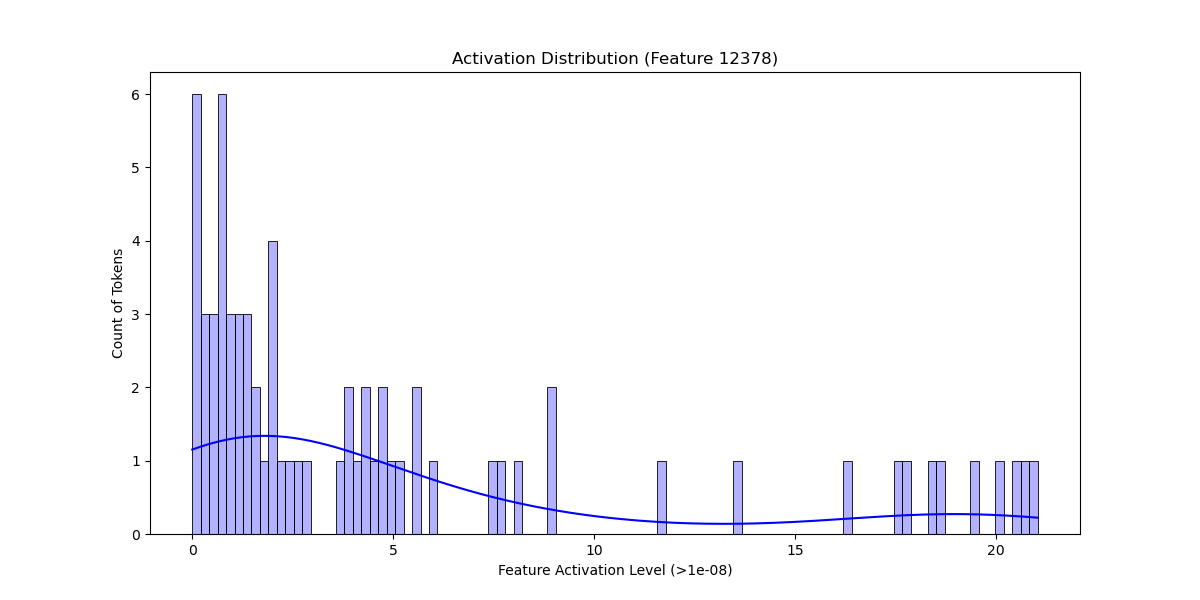 Activation Distribution (Feature 12378)
6
5
4
3
2
1
0
Count of Tokens
0 5 10 15 20
Feature Activation Level (>1e-08)